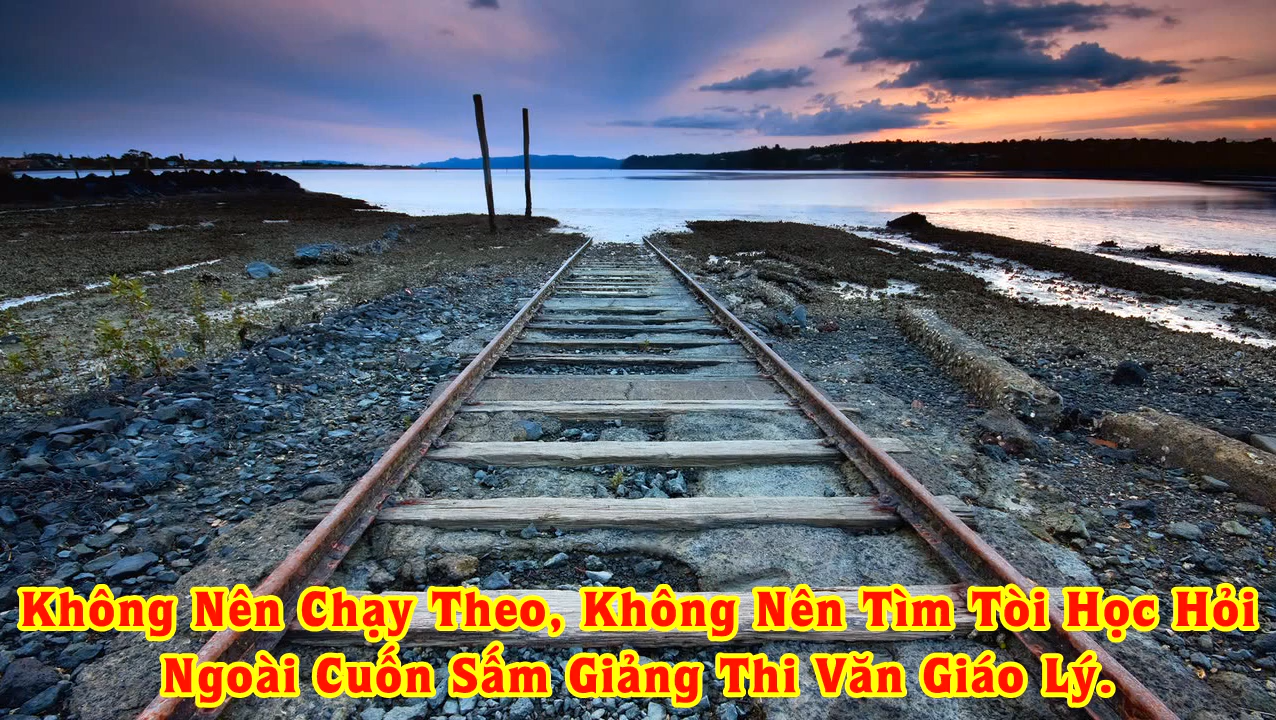 Không Nên Chạy Theo, Không Nên Tìm Tòi Học Hỏi
Ngoài Cuốn Sấm Giảng Thi Văn Giáo Lý.